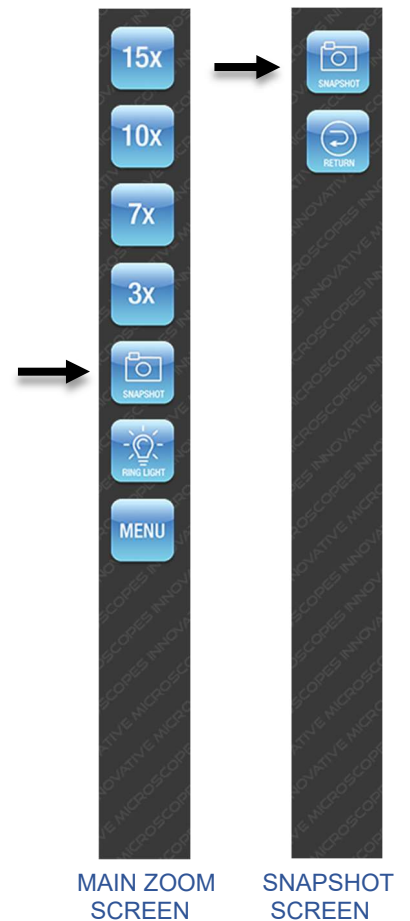 15x
10x
7x
3x
SNAPSHOT
RING LIGHT
MENU
MAIN ZOOM
SCREEN
SNAPSHOT
RETURN
SNAPSHOT
SCREEN